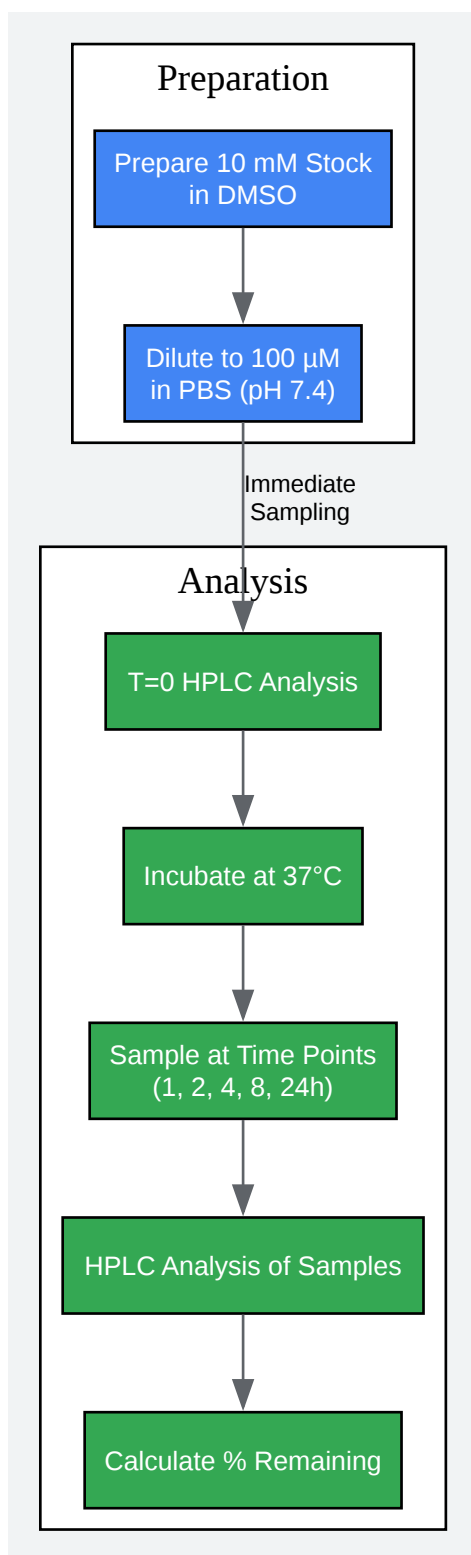 Preparation
Prepare 10 mM Stock
in DMSO
Dilute to 100 µM
in PBS (pH 7.4)
Immediate
Sampling
Analysis
T=0 HPLC Analysis
Incubate at 37°C
Sample at Time Points
(1, 2, 4, 8, 24h)
HPLC Analysis of Samples
Calculate % Remaining